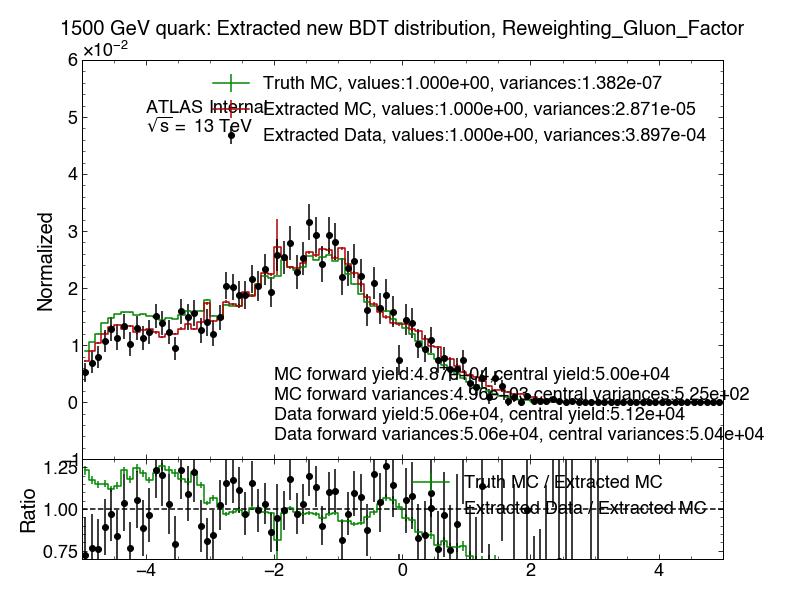 1500 GeV quark: Extracted new BDT distribution, Reweighting_Gluon_Factor
×10⁻²
6
Truth MC, values:1.000e+00, variances:1.382e-07
ATLAS Internal
Extracted MC, values:1.000e+00, variances:2.871e-05
√s = 13 TeV
Extracted Data, values:1.000e+00, variances:3.897e-04
5
4
3
2
1
0
Normalized
MC forward yield:4.87e+04, central yield:5.00e+04
MC forward variances:4.96e+03 central variances:5.25e+02
Data forward yield:5.06e+04, central yield:5.12e+04
Data forward variances:5.06e+04, central variances:5.04e+04
1.25
Truth MC / Extracted MC
1.00
Extracted Data / Extracted MC
0.75
Ratio
−4 −2 0 2 4